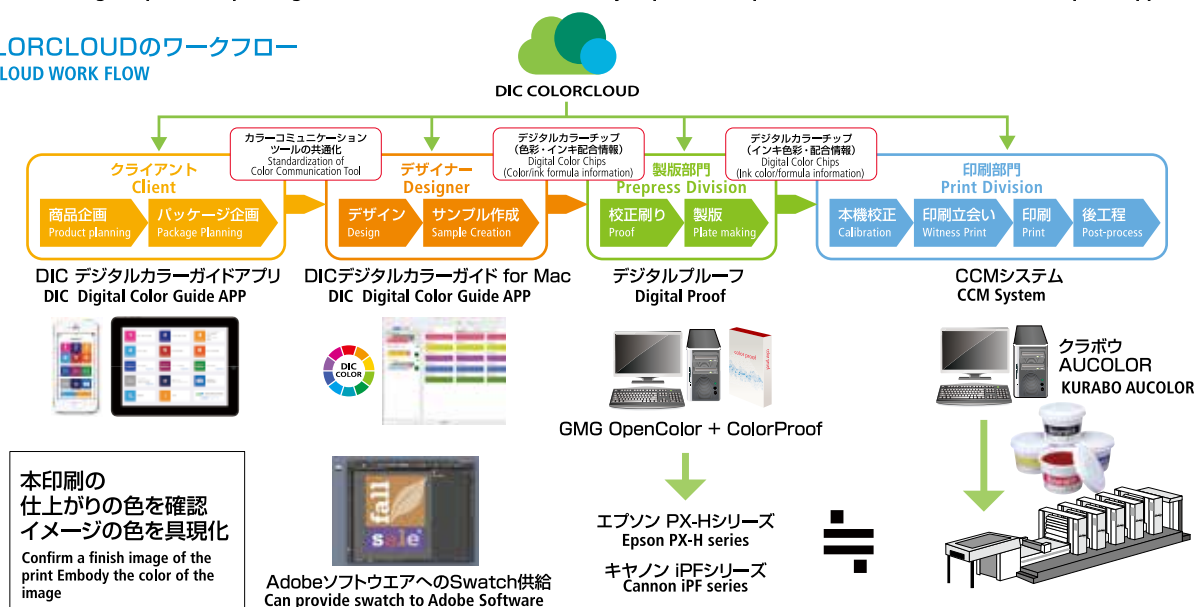 DIC COLORCLOUD
LORCLOUDのワークフロー
LOUD WORK FLOW
カラーコミュニケーション
ツールの共通化
Standardization of
Color Communication Tool
デジタルカラーチップ
（色彩・インキ配合情報）
Digital Color Chips
(Color/ink formula information)
デジタルカラーチップ
（インキ色彩・配合情報）
Digital Color Chips
(Ink color/formula information)
クライアント
Client
商品企画
Product planning
パッケージ企画
Package Planning
デザイナー
Designer
デザイン
Design
サンプル作成
Sample Creation
製版部門
Prepress Division
校正刷り
Proof
製版
Plate making
印刷部門
Print Division
本機校正
Calibration
印刷立会い
Witness Print
印刷
Print
後工程
Post-process
DIC デジタルカラーガイドアプリ
DIC Digital Color Guide APP
DICデジタルカラーガイド for Mac
DIC Digital Color Guide APP
デジタルプルーフ
Digital Proof
CCMシステム
CCM System
DIC
COLOR
color proof
クラボウ
AUCOLOR
KURABO AUCOLOR
GMG OpenColor + ColorProof
本印刷の
仕上がりの色を確認
イメージの色を具現化
Confirm a finish image of the
print Embody the color of the
image
fall
sale
AdobeソフトウエアへのSwatch供給
Can provide swatch to Adobe Software
エプソン PX-Hシリーズ
Epson PX-H series
キヤノン iPFシリーズ
Cannon iPF series
≒